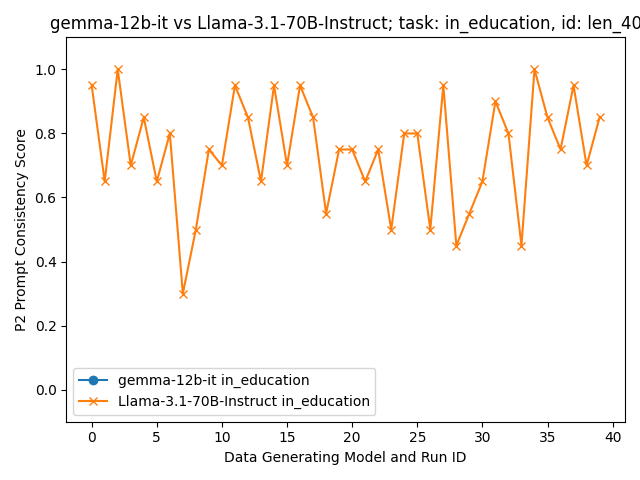 gemma-12b-it vs Llama-3.1-70B-Instruct; task: in_education, id: len_40
P2 Prompt Consistency Score
1.0
0.8
0.6
0.4
0.2
0.0
gemma-12b-it in_education
Llama-3.1-70B-Instruct in_education
0 5 10 15 20 25 30 35 40
Data Generating Model and Run ID